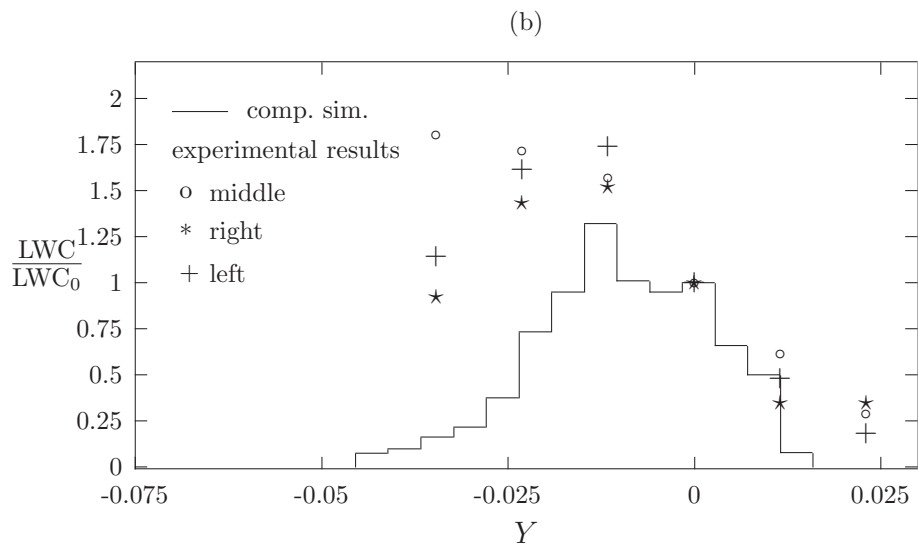 (b)
2
1.75
1.5
1.25
1
0.75
0.5
0.25
0
LWC
LWC₀
comp. sim.
experimental results
middle
right
left
-0.075 -0.05 -0.025 0 0.025
Y